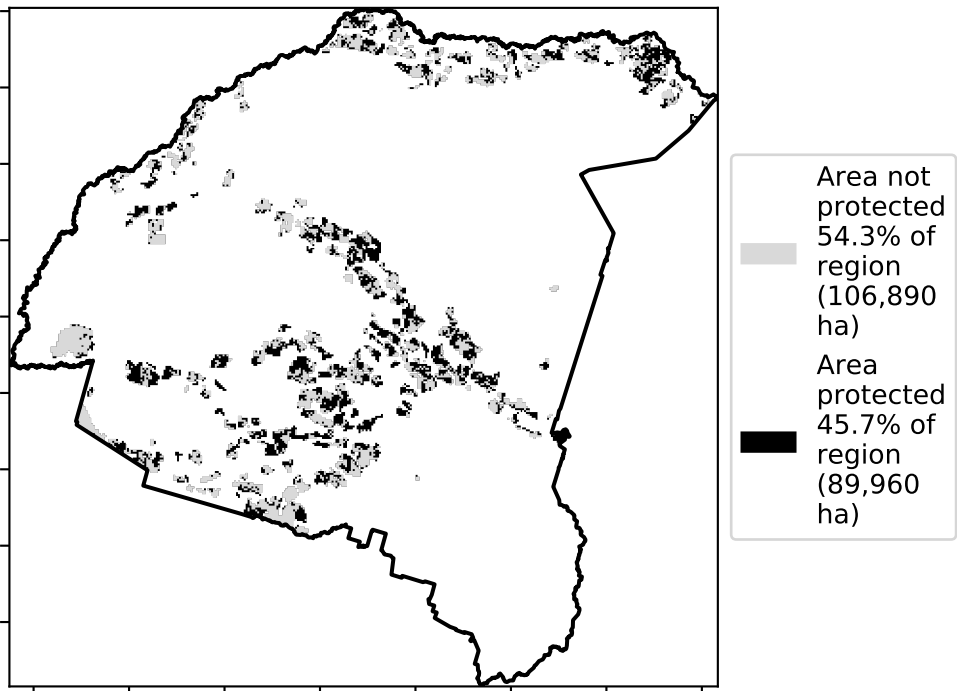 Area not
protected
54.3% of
region
(106,890
ha)
Area
protected
45.7% of
region
(89,960
ha)